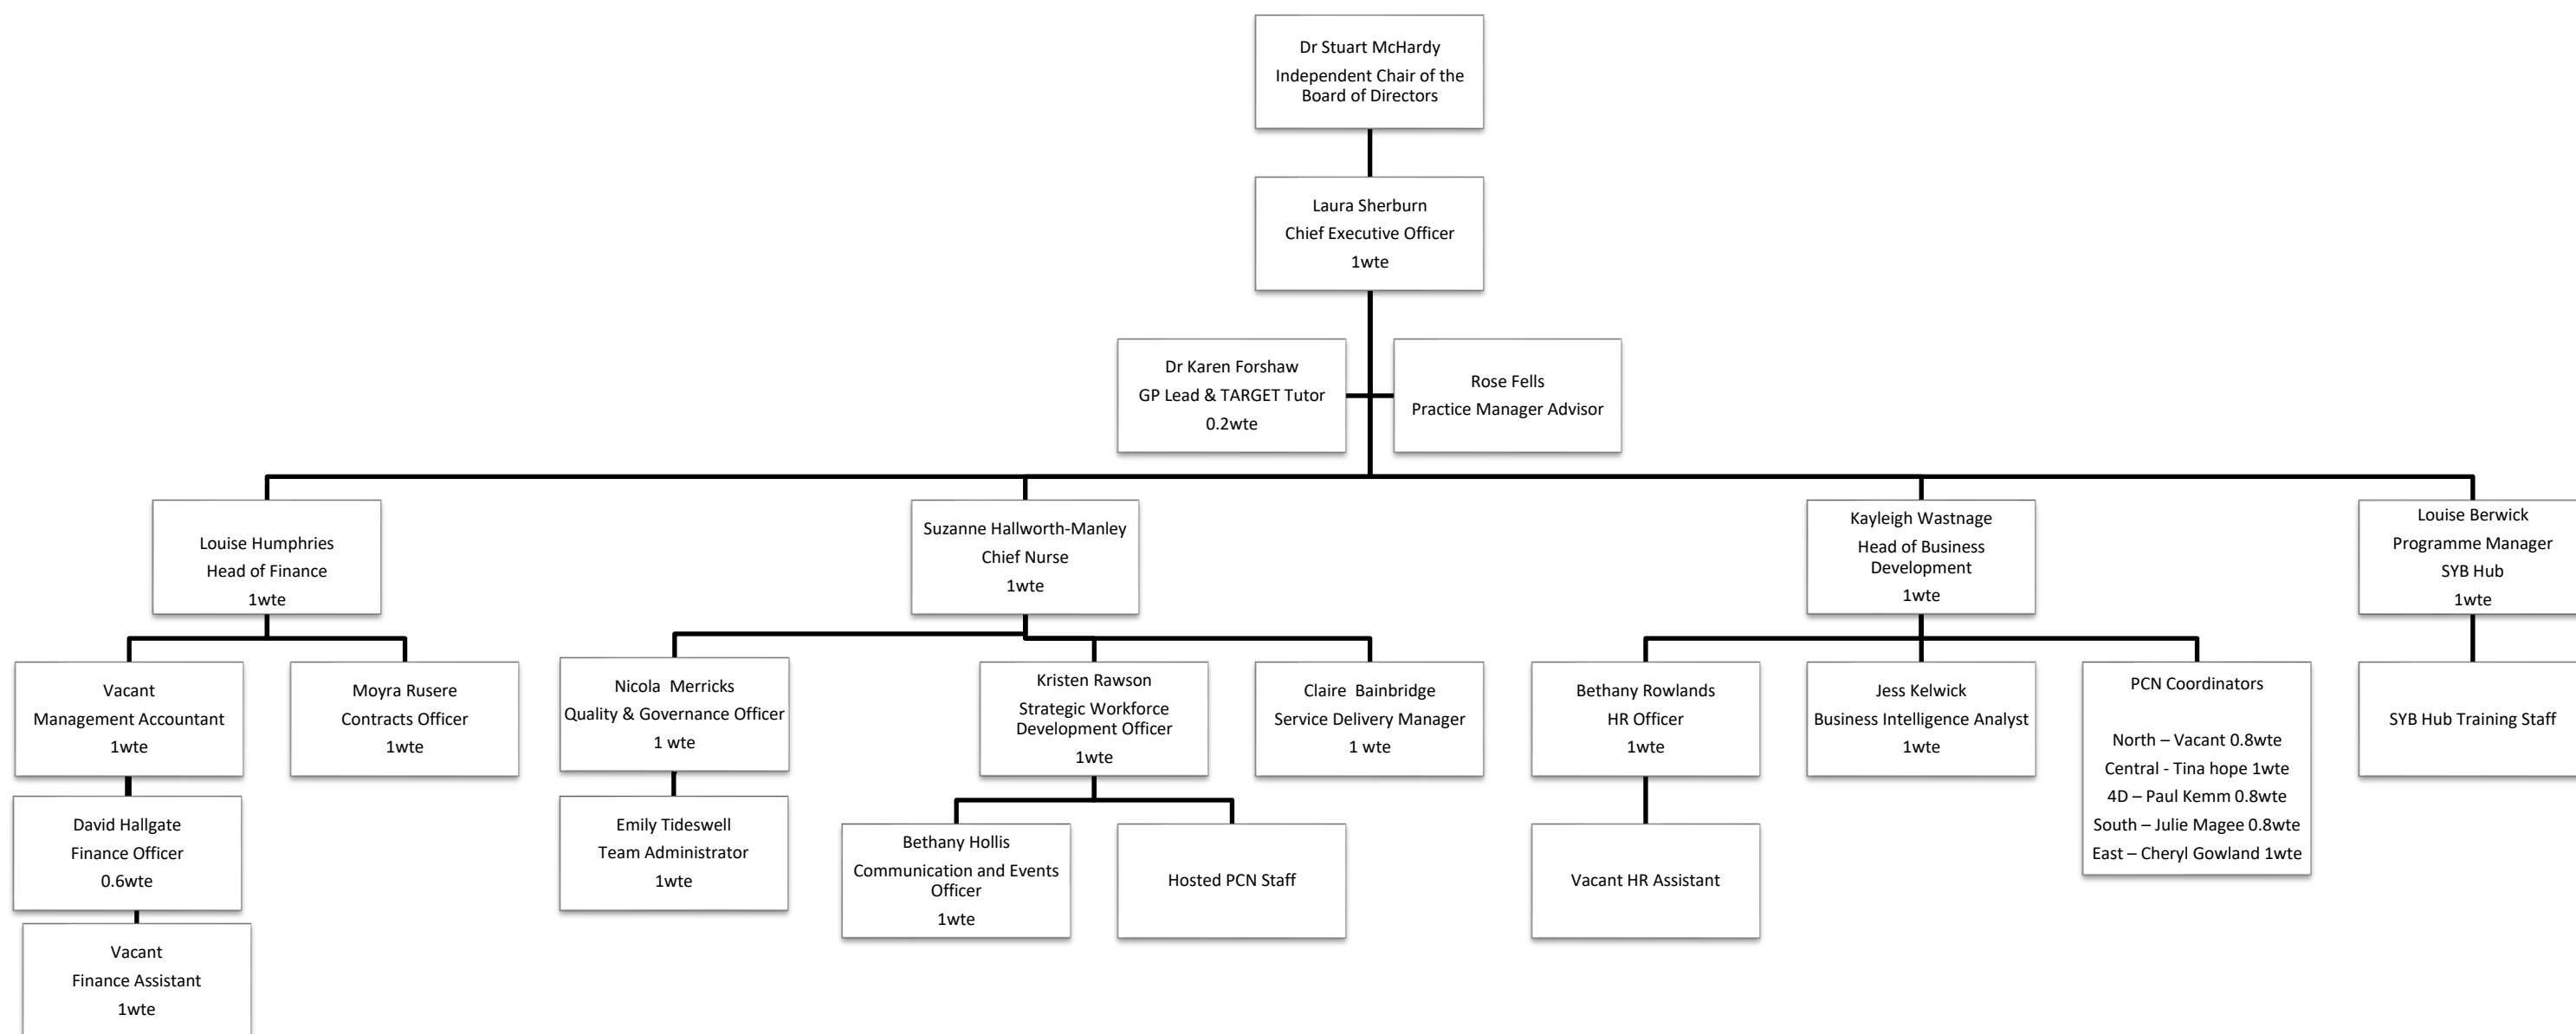 Dr Stuart McHardy
Independent Chair of the
Board of Directors
Laura Sherburn
Chief Executive Officer
1wte
Dr Karen Forshaw
GP Lead & TARGET Tutor
0.2wte
Rose Fells
Practice Manager Advisor
Louise Humphries
Head of Finance
1wte
Suzanne Hallworth-Manley
Chief Nurse
1wte
Kayleigh Wastnage
Head of Business
Development
1wte
Louise Berwick
Programme Manager
SYB Hub
1wte
Vacant
Management Accountant
1wte
Moyra Rusere
Contracts Officer
1wte
Nicola  Merricks
Quality & Governance Officer
1 wte
Kristen Rawson
Strategic Workforce
Development Officer
1wte
Claire  Bainbridge
Service Delivery Manager
1 wte
Bethany Rowlands
HR Officer
1wte
Jess Kelwick
Business Intelligence Analyst
1wte
PCN Coordinators
North – Vacant 0.8wte
Central - Tina hope 1wte
4D – Paul Kemm 0.8wte
South – Julie Magee 0.8wte
East – Cheryl Gowland 1wte
SYB Hub Training Staff
David Hallgate
Finance Officer
0.6wte
Emily Tideswell
Team Administrator
1wte
Bethany Hollis
Communication and Events
Officer
1wte
Hosted PCN Staff
Vacant HR Assistant
Vacant
Finance Assistant
1wte